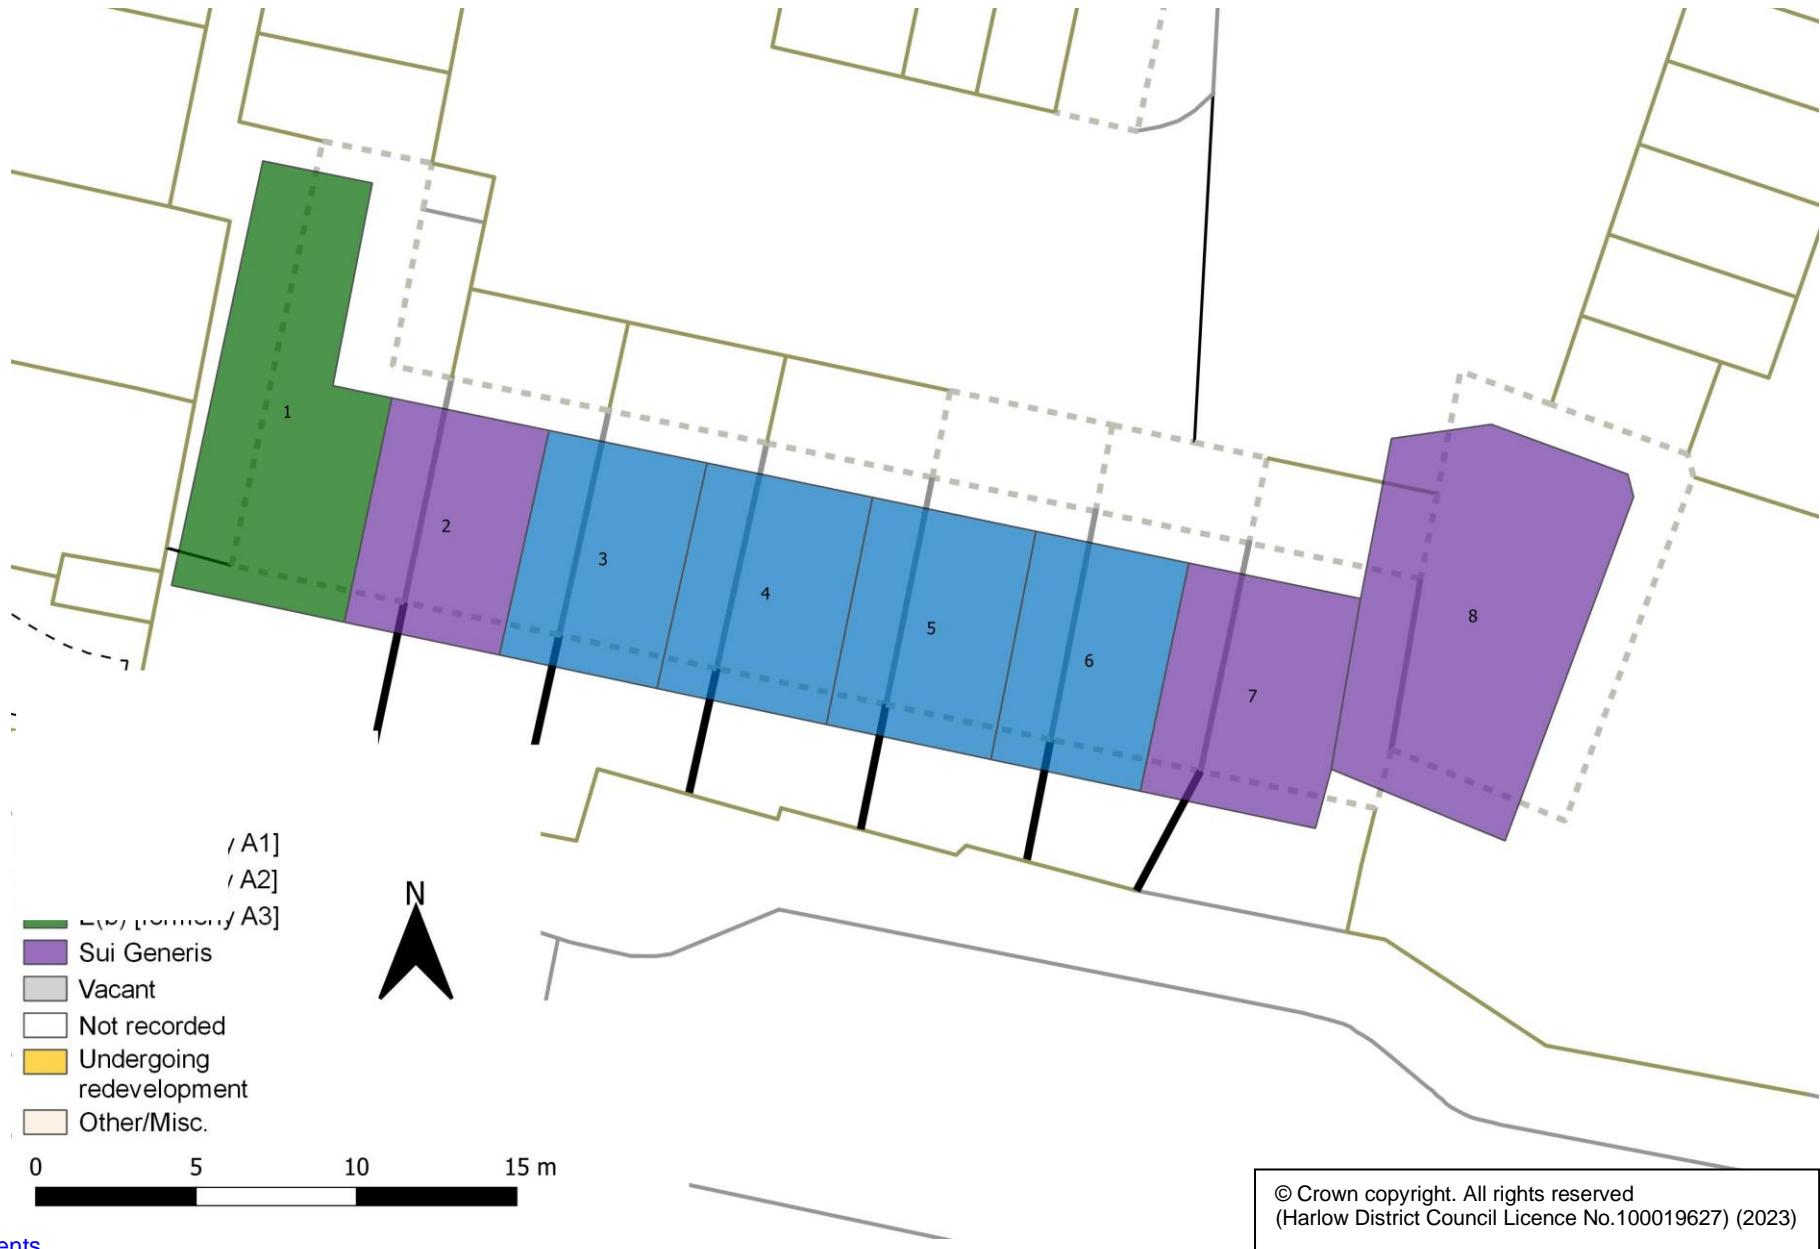 1
2
3
4
5
6
7
8
A1]
A2]
A3]
Sui Generis
Vacant
Not recorded
Undergoing
redevelopment
Other/Misc.
N
0 5 10 15 m
© Crown copyright. All rights reserved
(Harlow District Council Licence No.100019627) (2023)